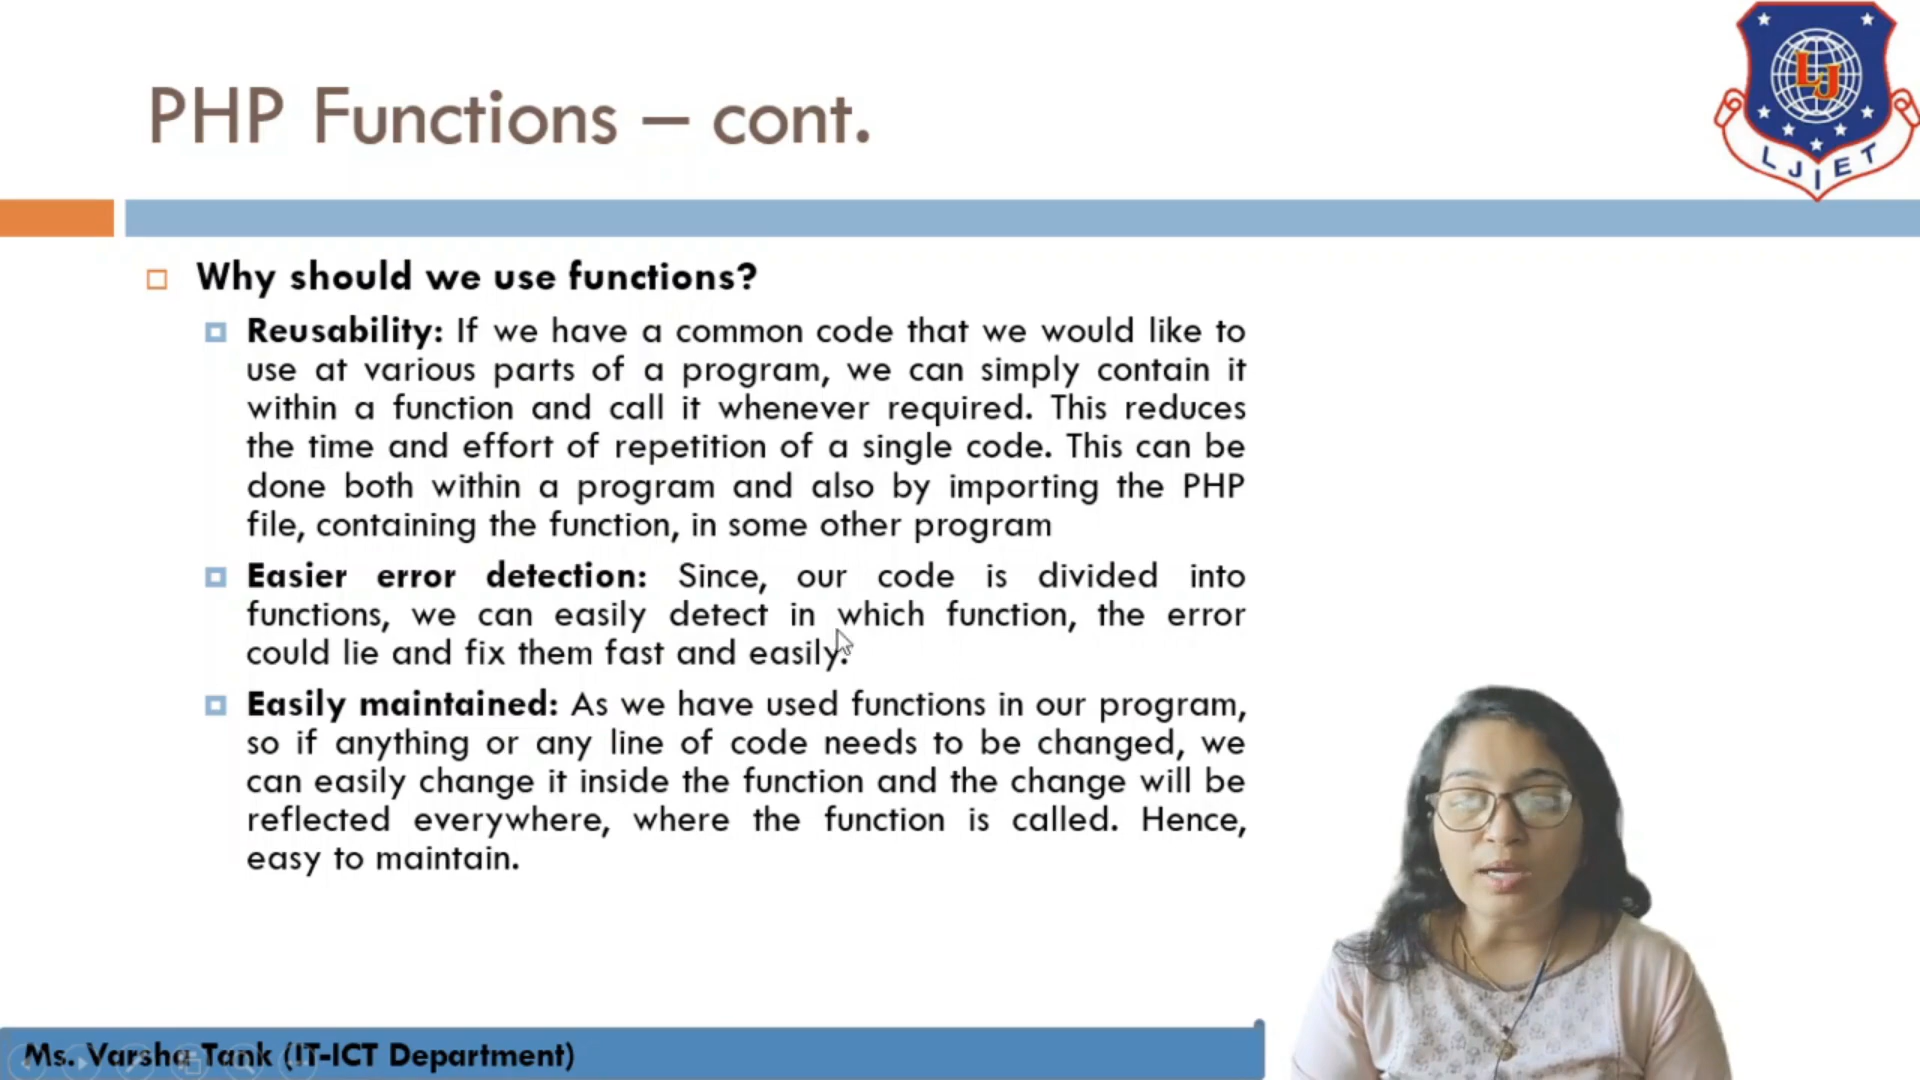 PHP Functions – cont.
LJ
LJIET
Why should we use functions?
Reusability: If we have a common code that we would like to
use at various parts of a program, we can simply contain it
within a function and call it whenever required. This reduces
the time and effort of repetition of a single code. This can be
done both within a program and also by importing the PHP
file, containing the function, in some other program
Easier error detection: Since, our code is divided into
functions, we can easily detect in which function, the error
could lie and fix them fast and easily.
Easily maintained: As we have used functions in our program,
so if anything or any line of code needs to be changed, we
can easily change it inside the function and the change will be
reflected everywhere, where the function is called. Hence,
easy to maintain.
Ms. Varsha Tank (IT-ICT Department)